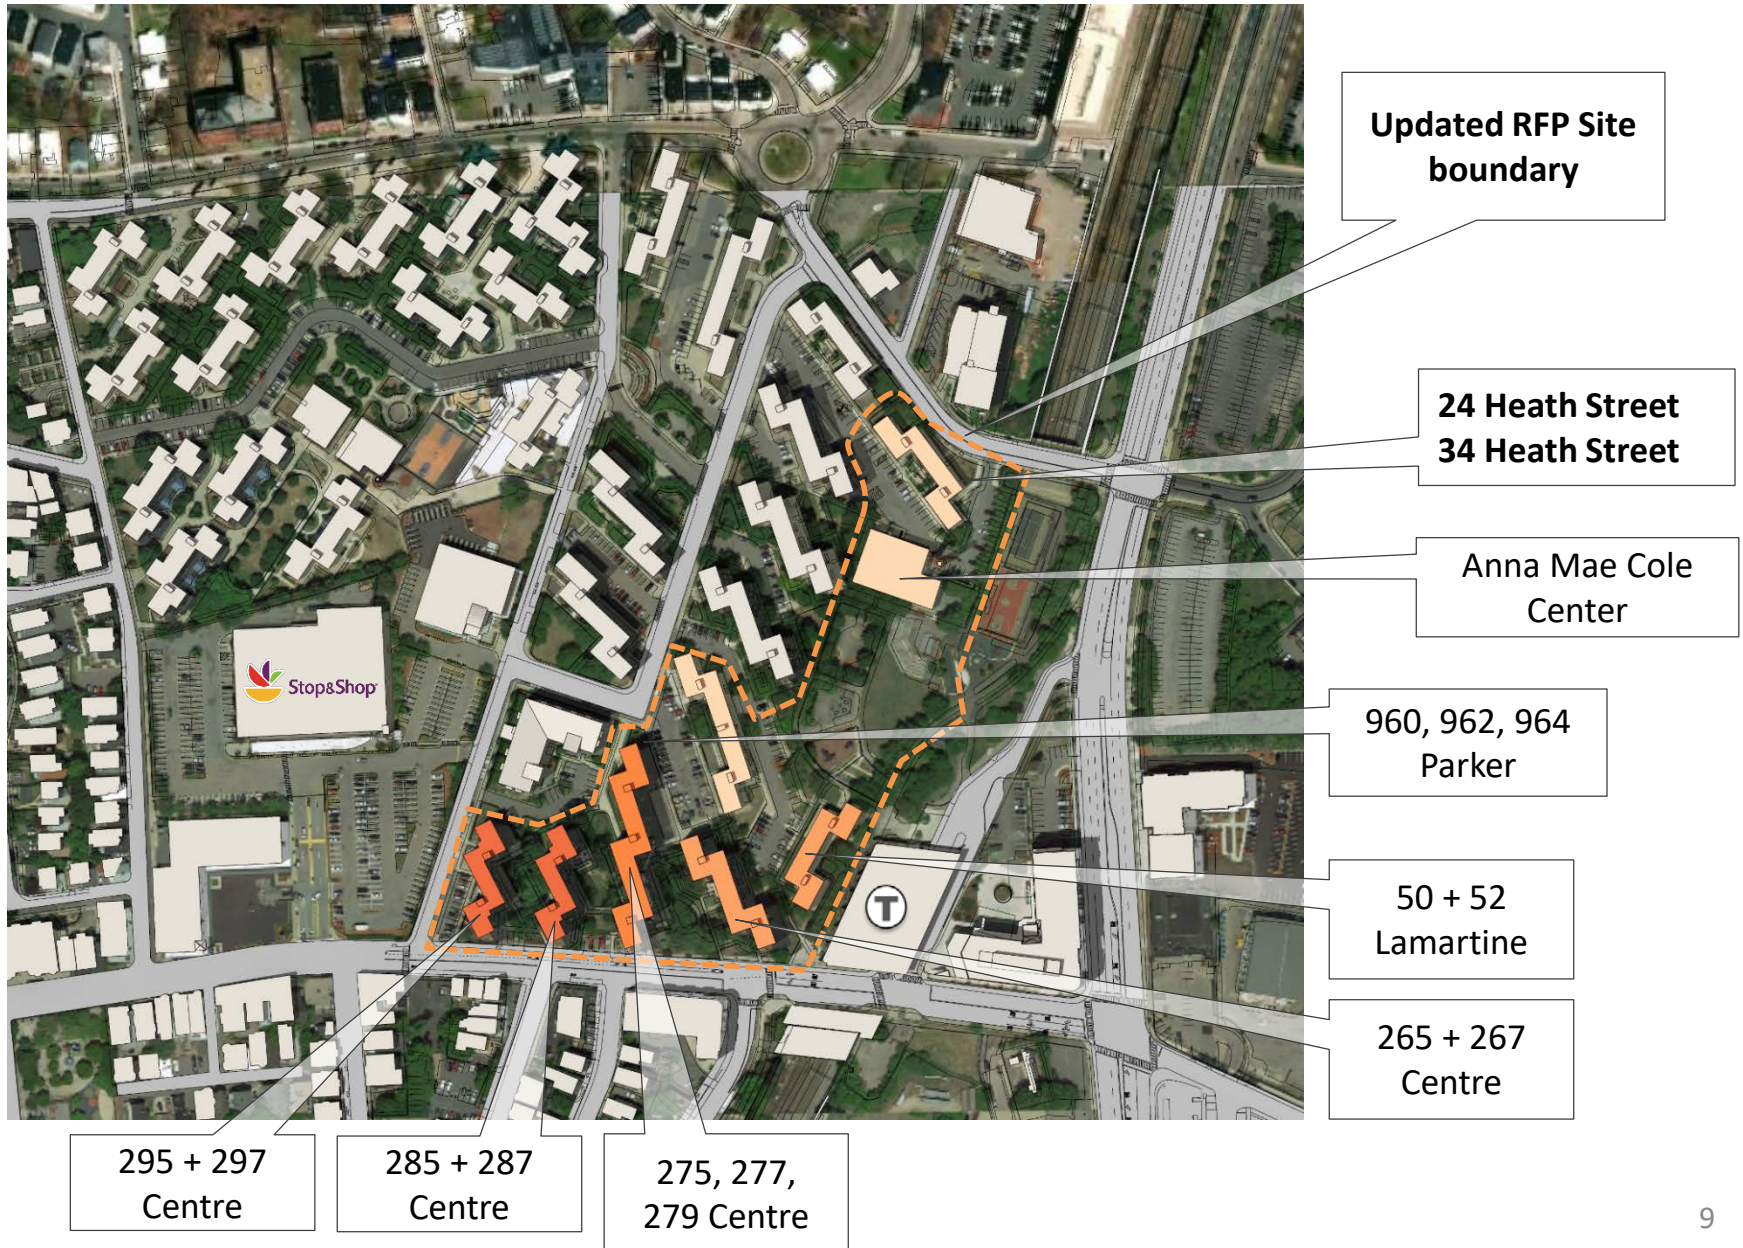 Updated RFP Site
boundary
24 Heath Street
34 Heath Street
Anna Mae Cole
Center
Stop&Shop
960, 962, 964
Parker
50 + 52
Lamartine
T
265 + 267
Centre
295 + 297
Centre
285 + 287
Centre
275, 277,
279 Centre
9